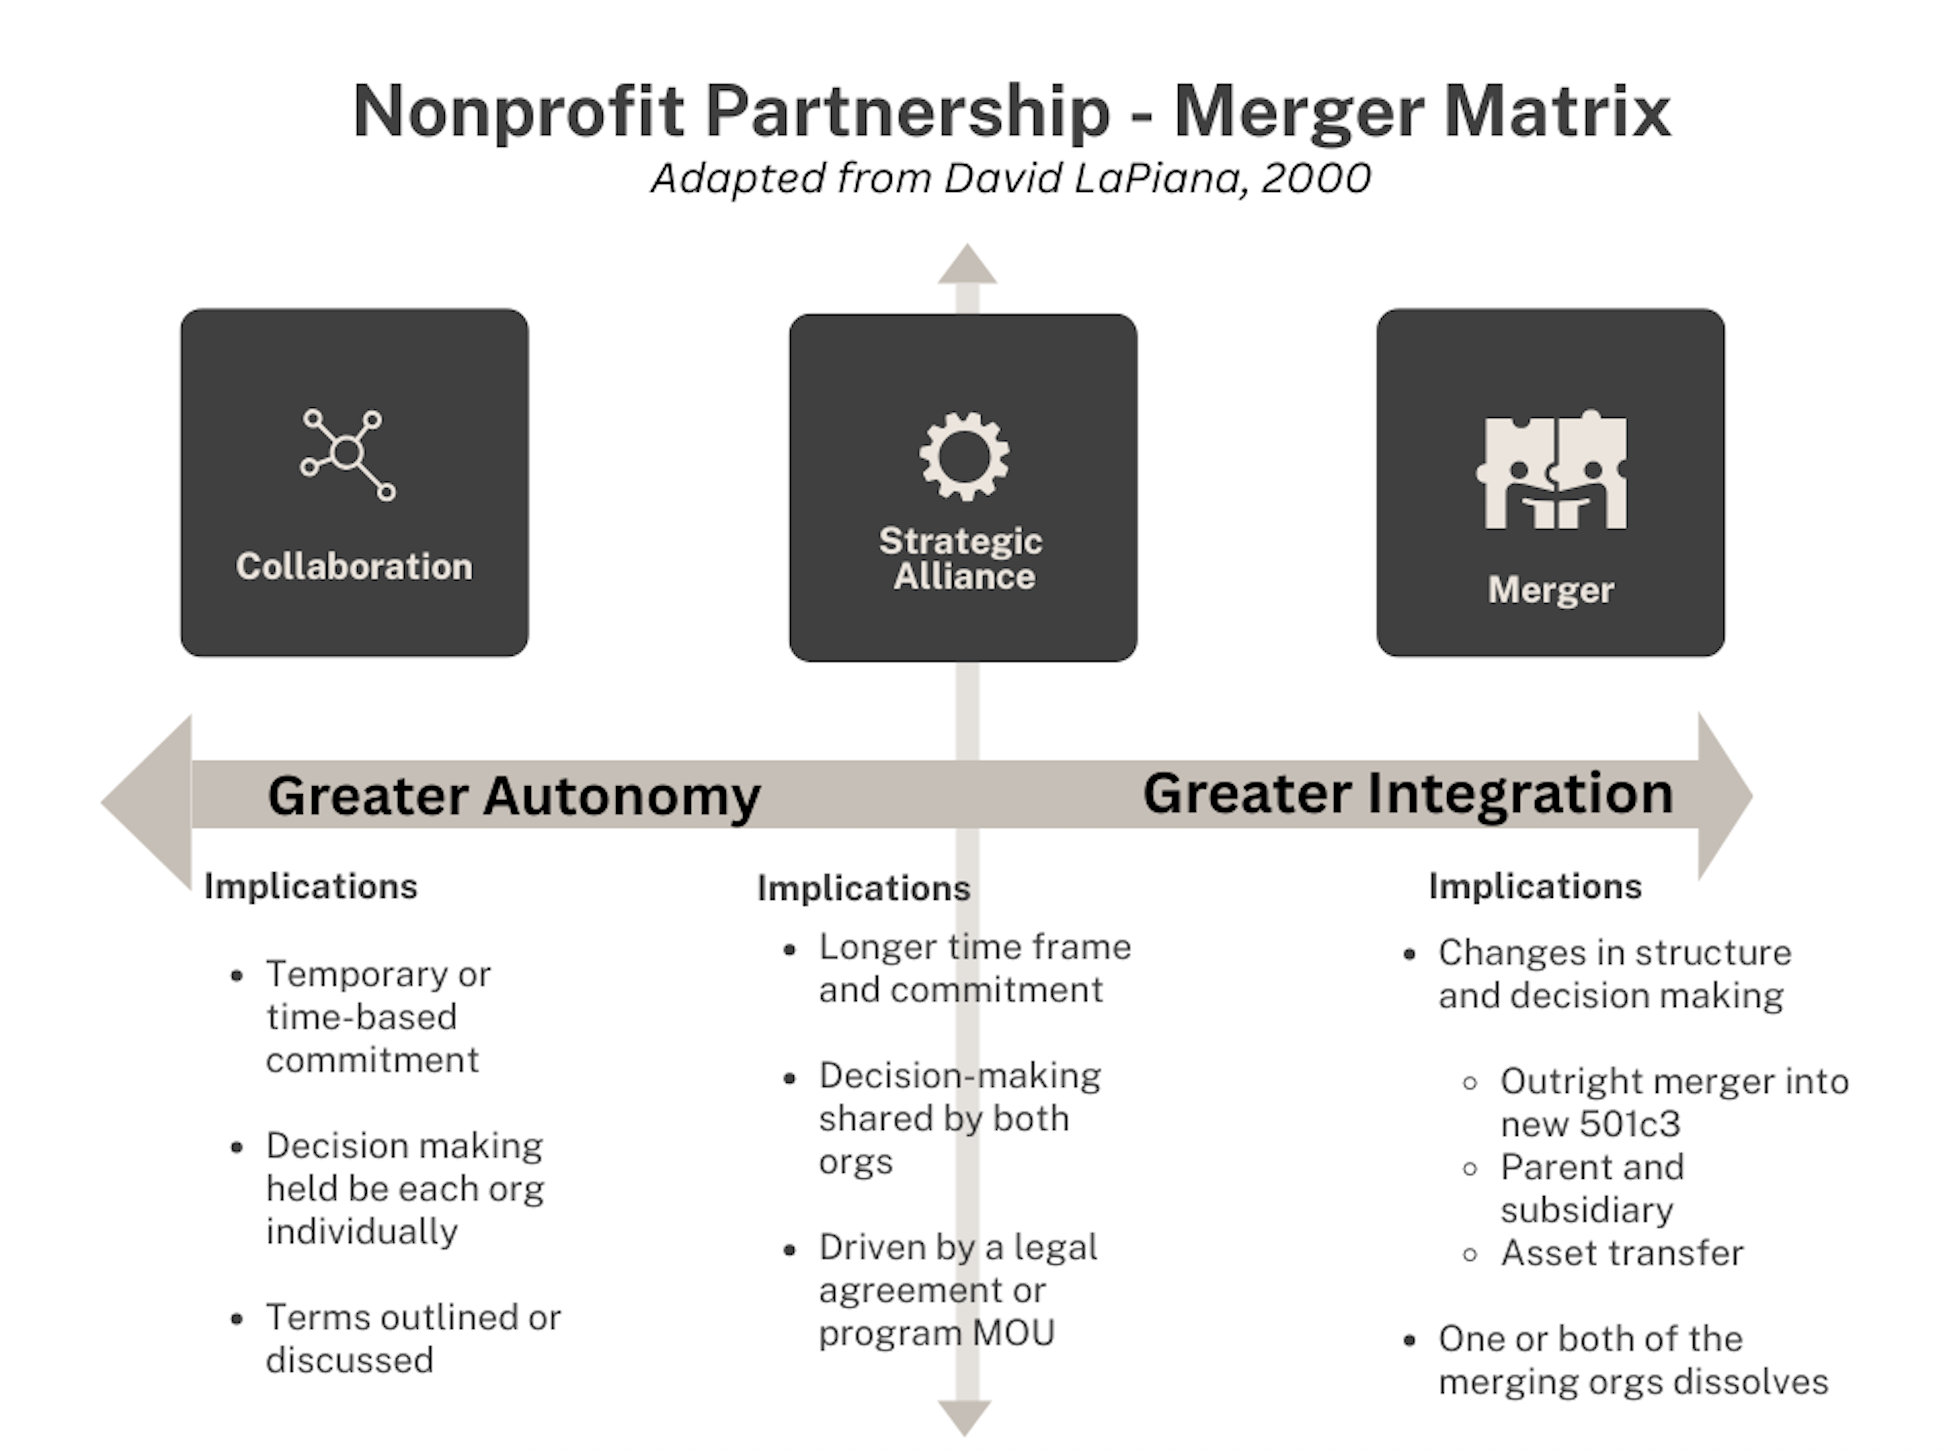 Nonprofit Partnership - Merger Matrix
Adapted from David LaPiana, 2000
Collaboration
Strategic
Alliance
Merger
Greater Autonomy
Greater Integration
Implications
• Temporary or
time-based
commitment
• Decision making
held be each org
individually
• Terms outlined or
discussed
Implications
• Longer time frame
and commitment
• Decision-making
shared by both
orgs
• Driven by a legal
agreement or
program MOU
Implications
• Changes in structure
and decision making
○ Outright merger into
new 501c3
○ Parent and
subsidiary
○ Asset transfer
• One or both of the
merging orgs dissolves